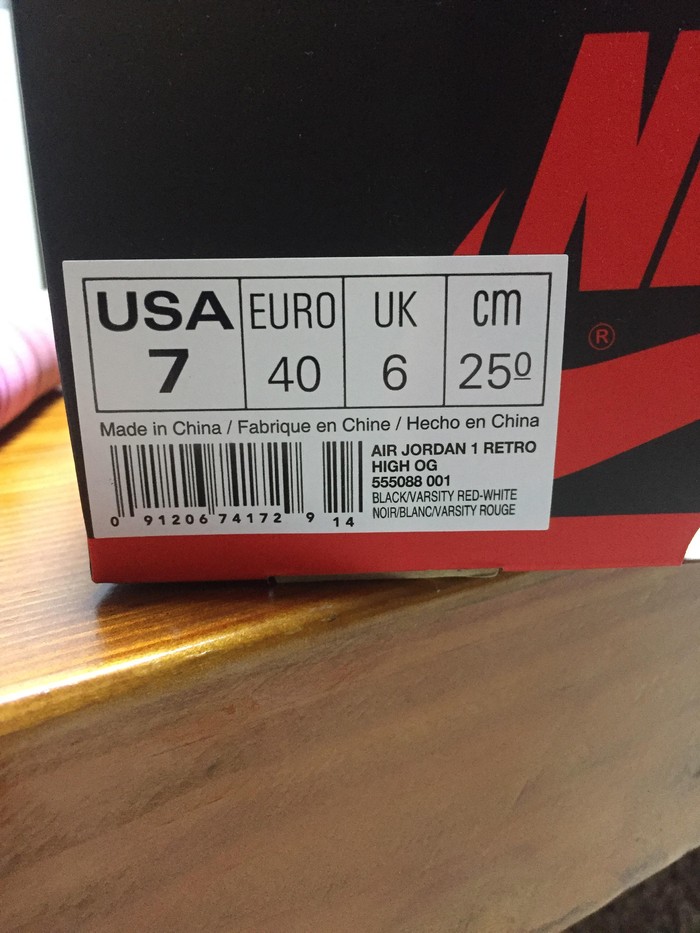 USA EURO UK cm
7 40 6 25º
Made in China / Fabrique en Chine / Hecho en China
AIR JORDAN 1 RETRO
HIGH OG
555088 001
BLACK/VARSITY RED-WHITE
NOIR/BLANC/VARSITY ROUGE
0 91206 74172 9 14
®